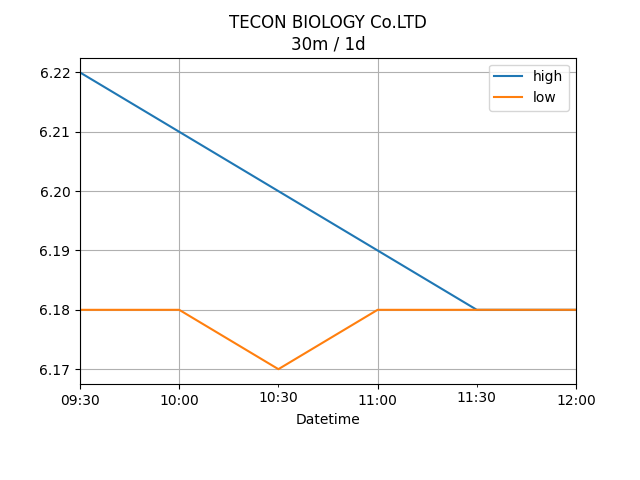 TECON BIOLOGY Co.LTD
30m / 1d
high
low
6.22
6.21
6.20
6.19
6.18
6.17
09:30 10:00 10:30 11:00 11:30 12:00
Datetime